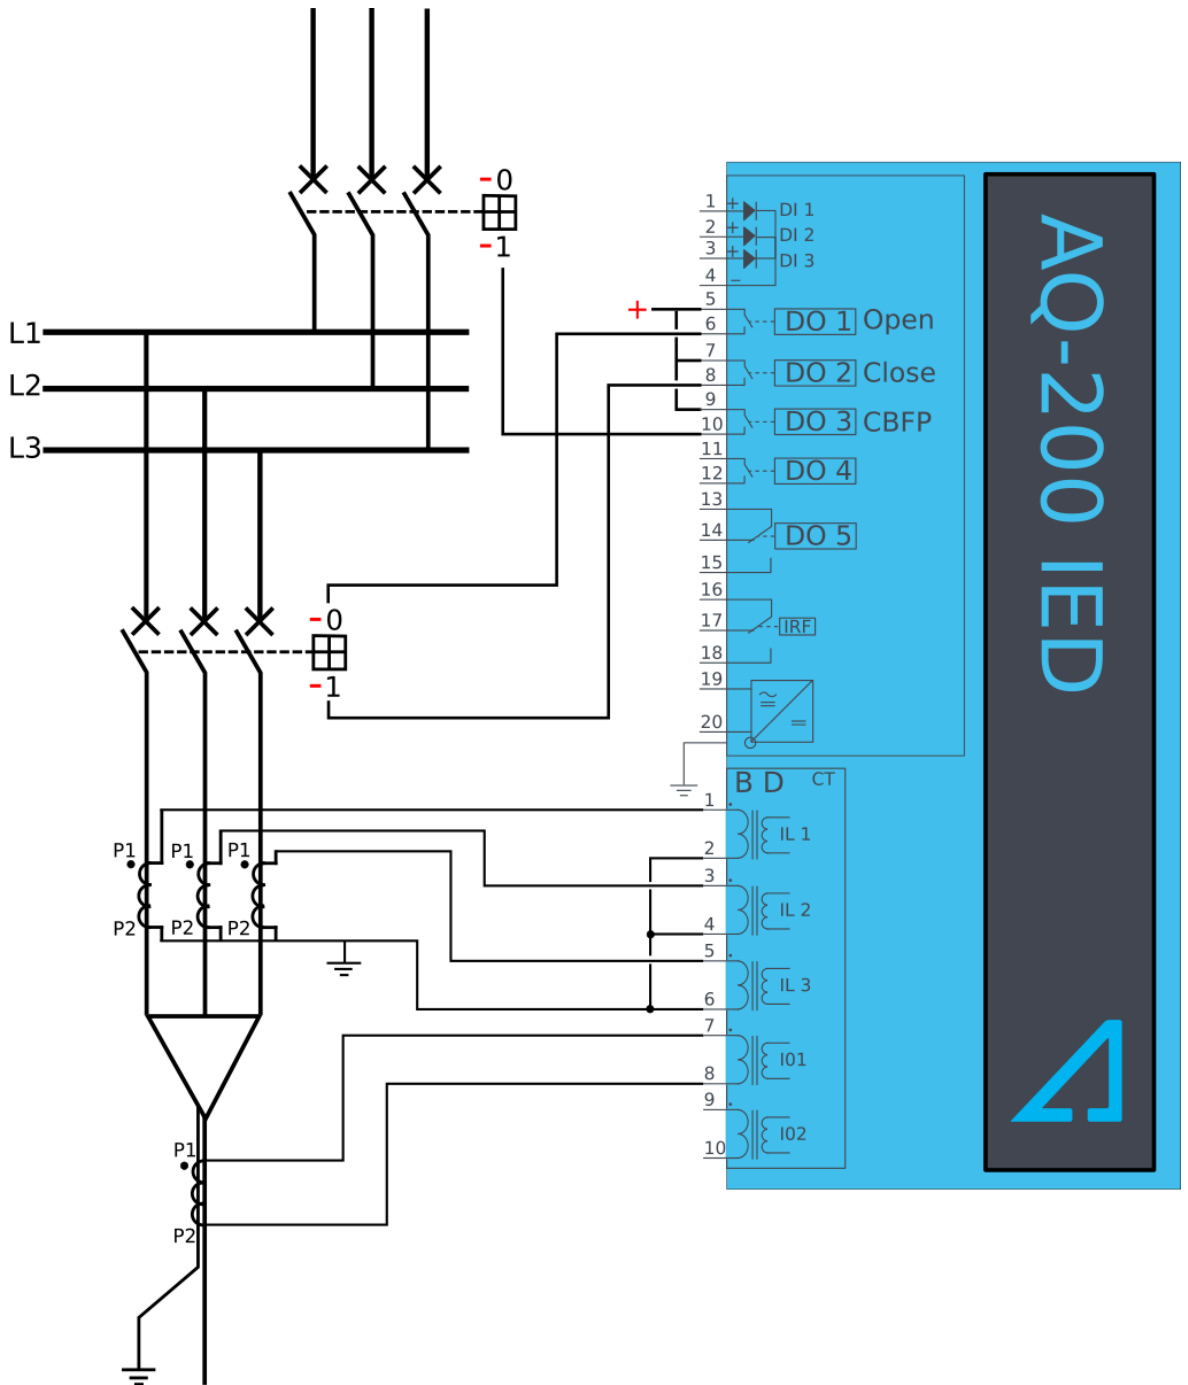 -0
-1
L1
L2
L3
-0
-1
P1 P1 P1
P2 P2 P2
P1
P2
+
1 + DI 1
2 + DI 2
3 + DI 3
4 -
5
6 DO 1 Open
7
8 DO 2 Close
9
10 DO 3 CBFP
11
12 DO 4
13
14 DO 5
15
16
17 IRF
18
19
20
B D CT
1
IL 1
2
3
IL 2
4
5
IL 3
6
7
I01
8
9
I02
10
AQ-200 IED